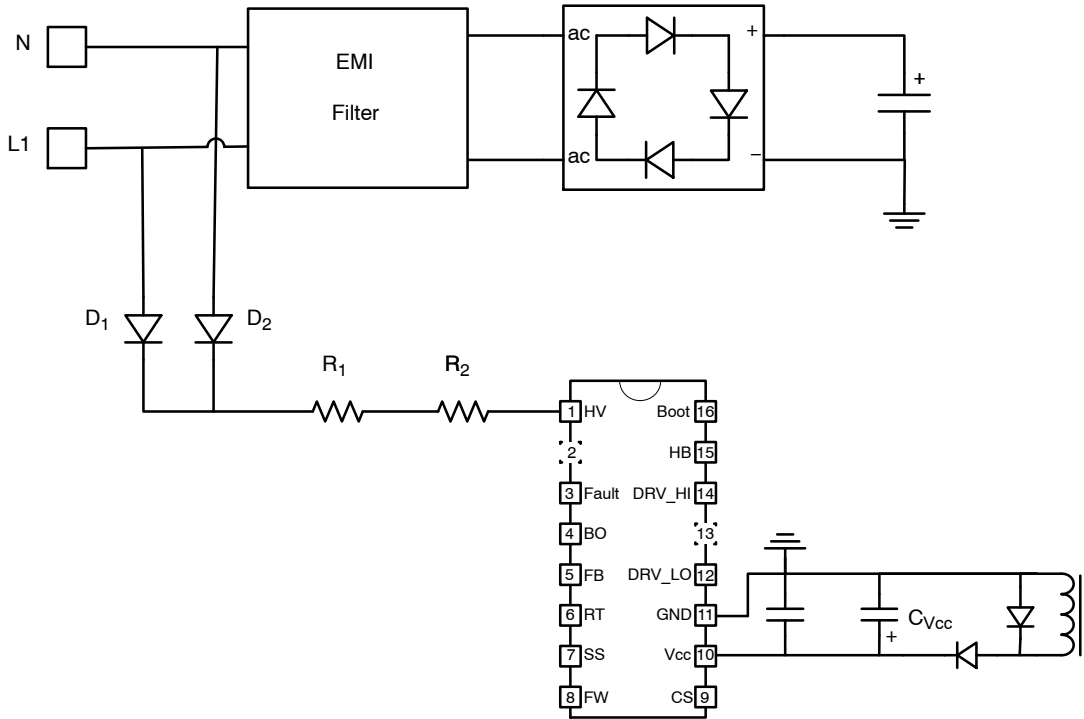 N
EMI
Filter
ac
+
+
L1
ac
−
D1
D2
R1
R2
1 HV
Boot 16
2
HB 15
3 Fault
DRV_HI 14
4 BO
13
5 FB
DRV_LO 12
6 RT
GND 11
CVcc
+
7 SS
Vcc 10
8 FW
CS 9